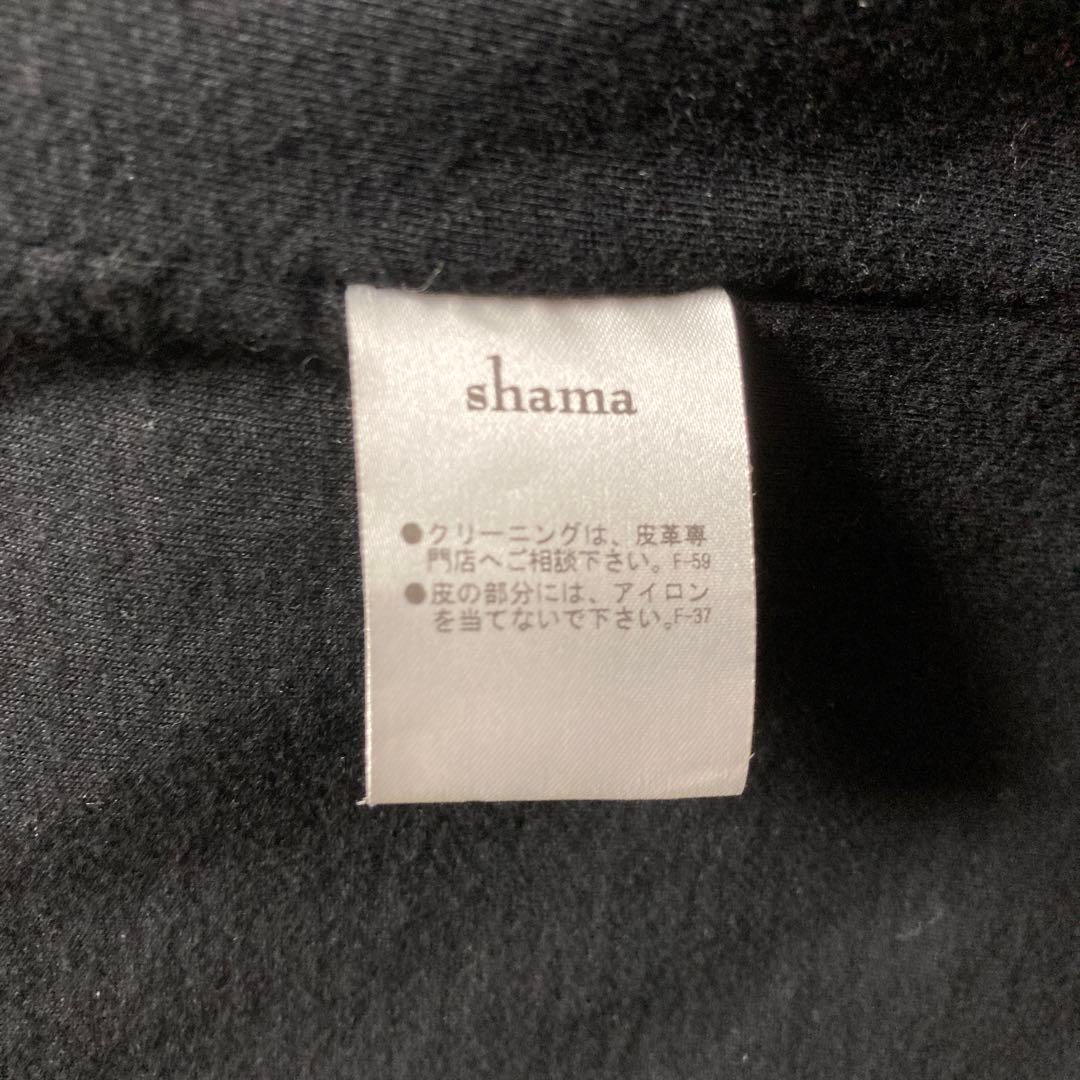 shama
●クリーニングは、皮革専
門店へご相談下さい。F-59
●皮の部分には、アイロン
を当てないで下さい。F-37